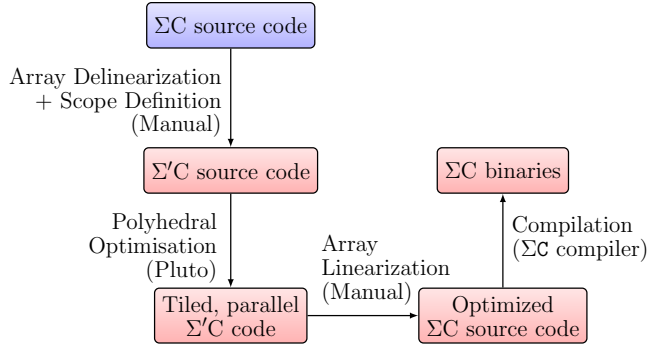 ΣC source code
Array Delinearization
+ Scope Definition
(Manual)
Σ′C source code
ΣC binaries
Polyhedral
Optimisation
(Pluto)
Array
Linearization
(Manual)
Compilation
(ΣC compiler)
Tiled, parallel
Σ′C code
Optimized
ΣC source code